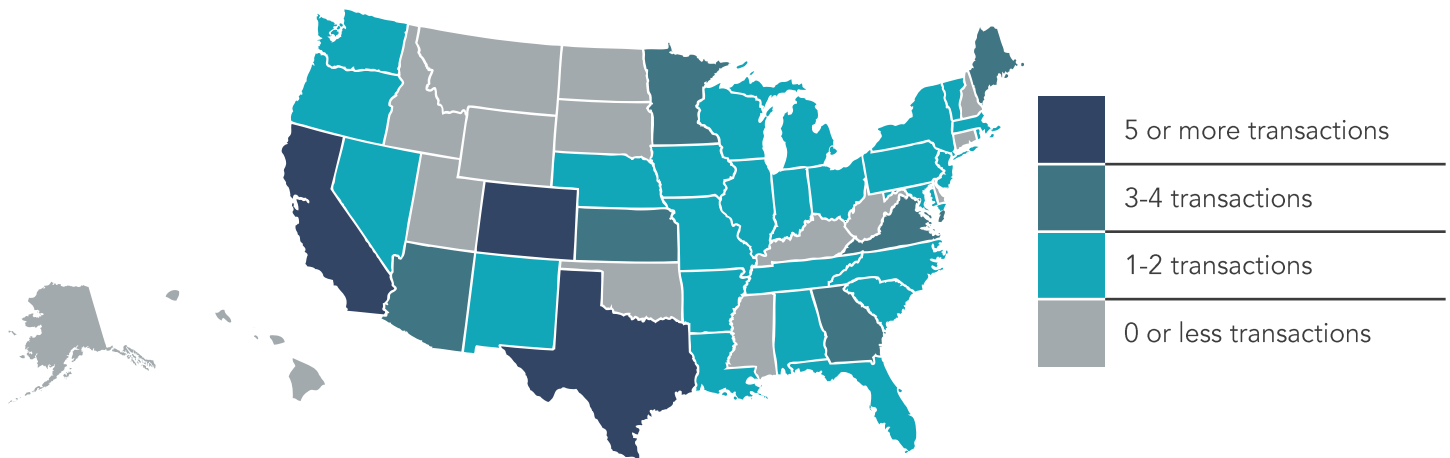 5 or more transactions
3-4 transactions
1-2 transactions
0 or less transactions